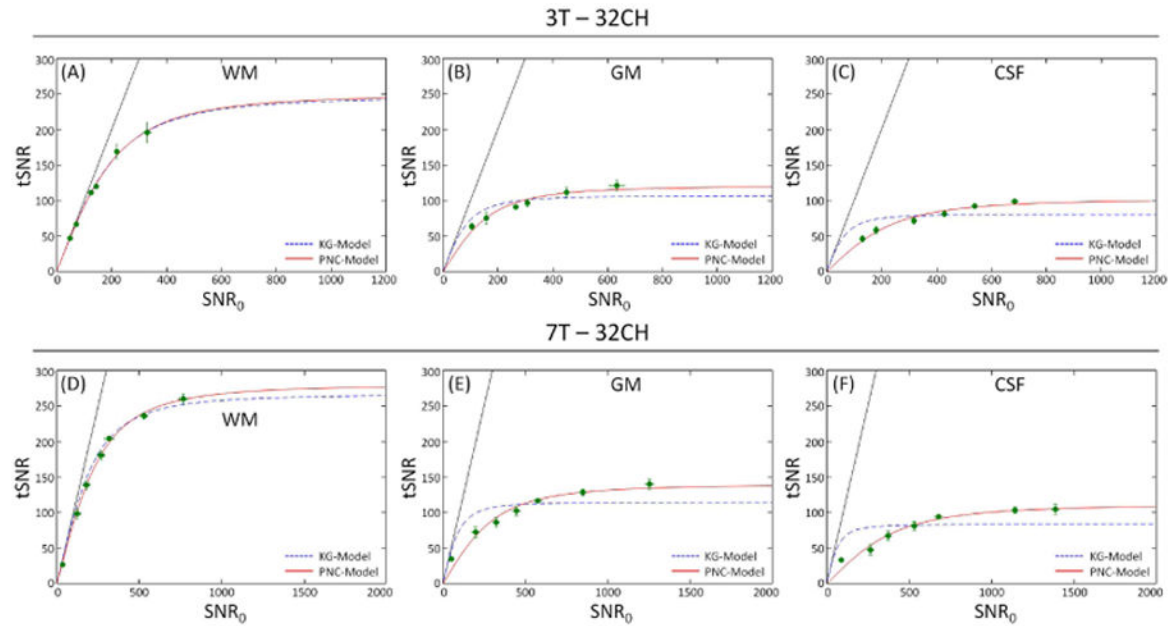 3T – 32CH
(A) WM
300
250
200
150
100
50
0
tSNR
KG-Model
PNC-Model
0 200 400 600 800 1000 1200
SNR0
(B) GM
300
250
200
150
100
50
0
tSNR
KG-Model
PNC-Model
0 200 400 600 800 1000 1200
SNR0
(C) CSF
300
250
200
150
100
50
0
tSNR
KG-Model
PNC-Model
0 200 400 600 800 1000 1200
SNR0
7T – 32CH
(D)
WM
300
250
200
150
100
50
0
tSNR
KG-Model
PNC-Model
0 500 1000 1500 2000
SNR0
(E) GM
300
250
200
150
100
50
0
tSNR
KG-Model
PNC-Model
0 500 1000 1500 2000
SNR0
(F) CSF
300
250
200
150
100
50
0
tSNR
KG-Model
PNC-Model
0 500 1000 1500 2000
SNR0